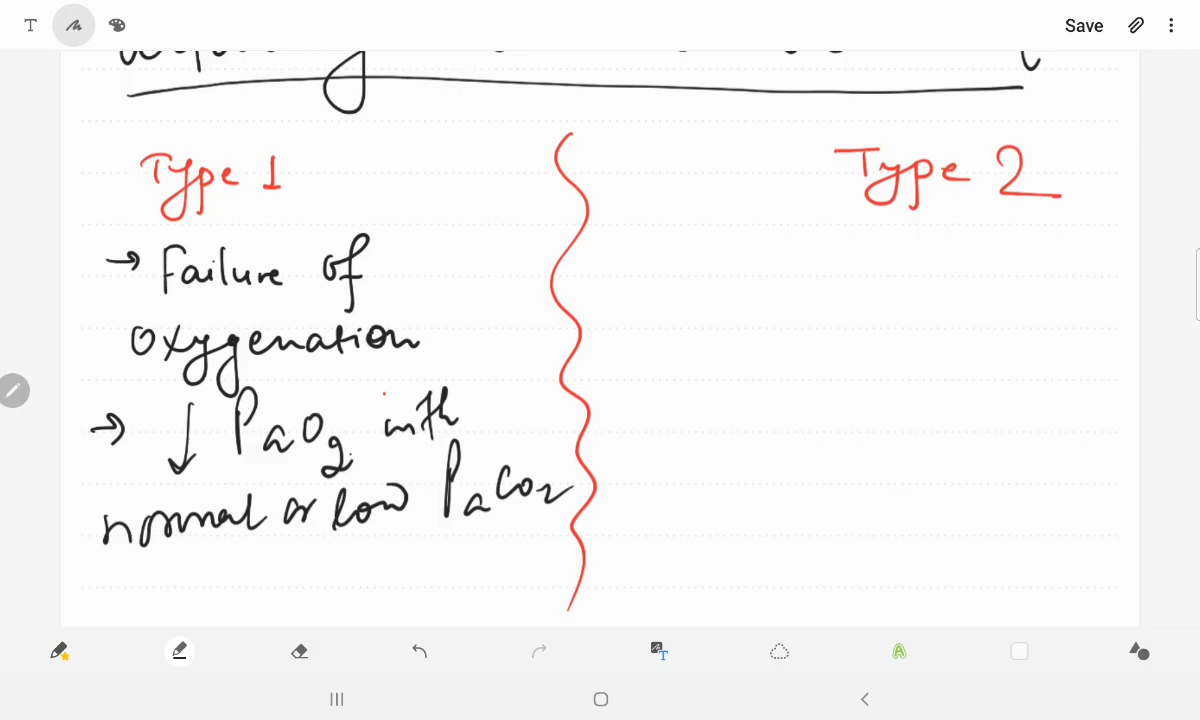 T
Save
Type 1
Type 2
→ Failure of
oxygenation
→ ↓ PaO2 with
normal or low PaCO2
T
A